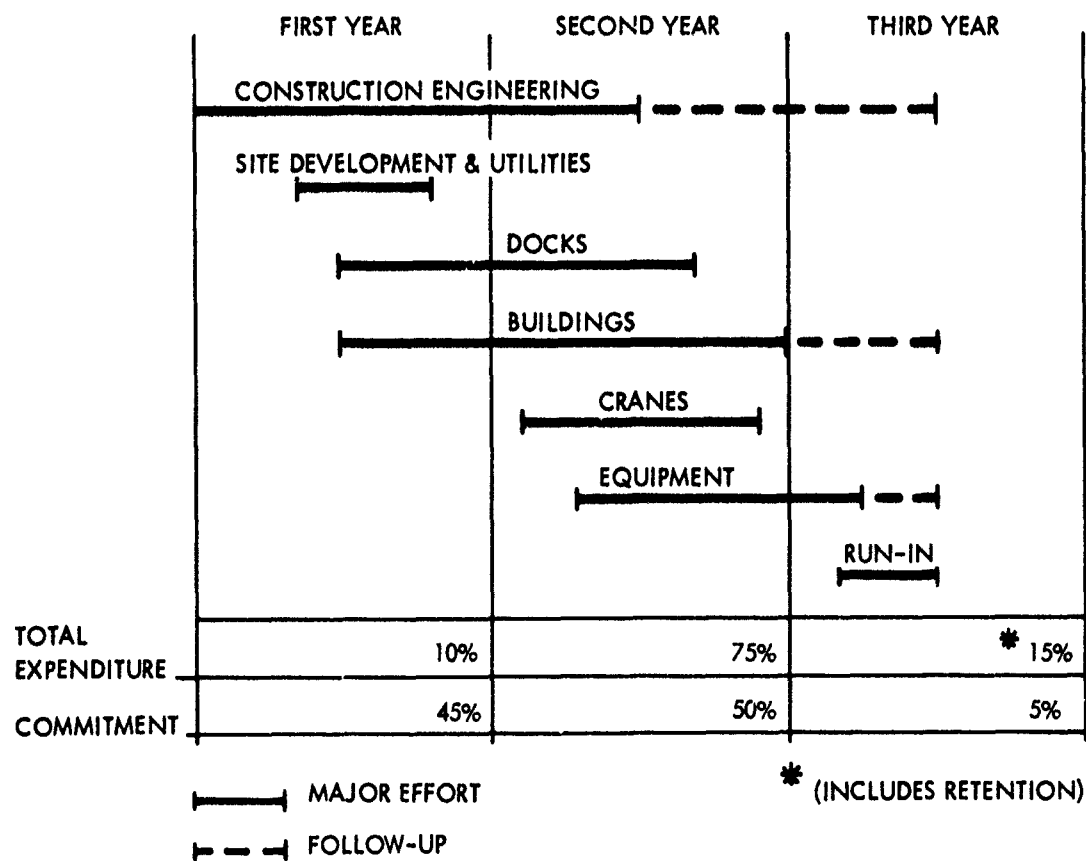 FIRST YEAR SECOND YEAR THIRD YEAR
CONSTRUCTION ENGINEERING
SITE DEVELOPMENT & UTILITIES
DOCKS
BUILDINGS
CRANES
EQUIPMENT
RUN-IN
TOTAL
EXPENDITURE 10% 75% * 15%
COMMITMENT 45% 50% 5%
MAJOR EFFORT
* (INCLUDES RETENTION)
FOLLOW-UP